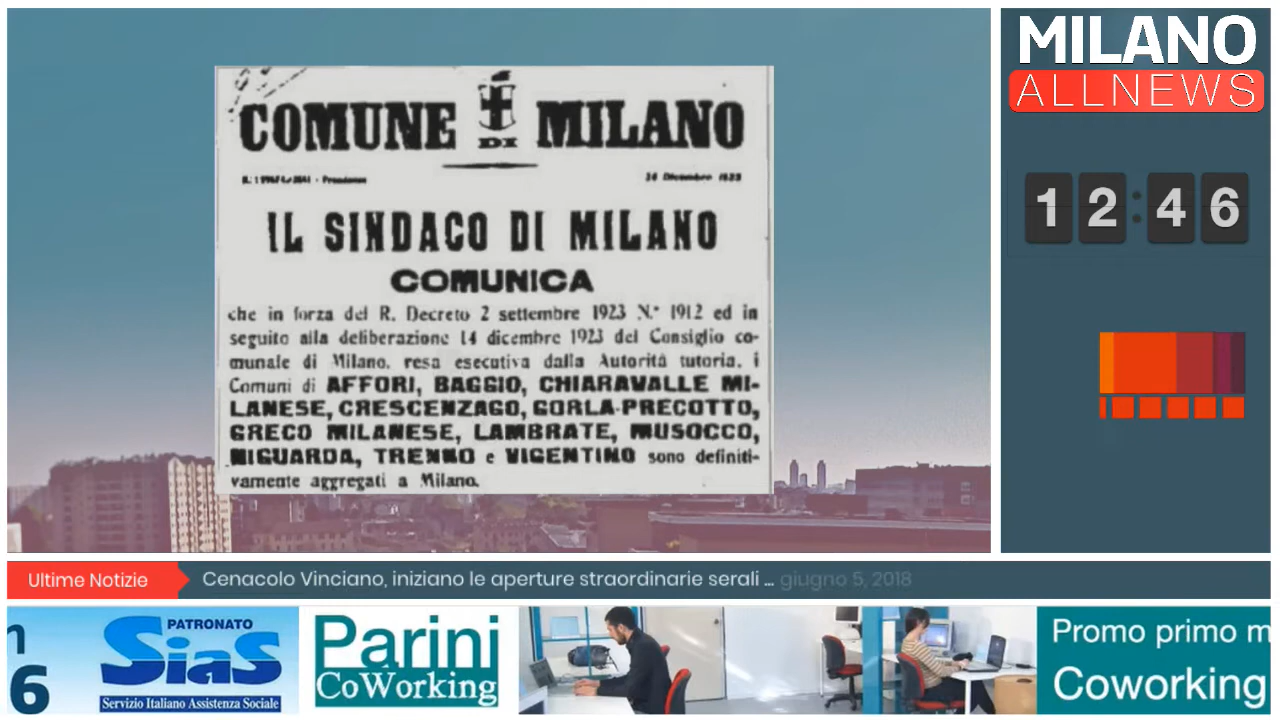 COMUNE DI MILANO
IL SINDACO DI MILANO
COMUNICA
che in forza del R. Decreto 2 settembre 1923 N.° 1912 ed in
seguito alla deliberazione 14 dicembre 1923 del Consiglio co-
munale di Milano, resa esecutiva dalla Autorità tutoria, i
Comuni di AFFORI, BAGGIO, CHIARAVALLE MI-
LANESE, CRESCENZAGO, GORLA-PRECOTTO,
GRECO MILANESE, LAMBRATE, MUSOCCO,
NIGUARDA, TRENNO e VIGENTINO sono definiti-
vamente aggregati a Milano.
MILANO
ALLNEWS
12:46
Ultime Notizie
Cenacolo Vinciano, iniziano le aperture straordinarie serali ... giugno 5, 2018
6
PATRONATO
SiaS
Servizio Italiano Assistenza Sociale
Parini
CoWorking
Promo primo m
Coworking